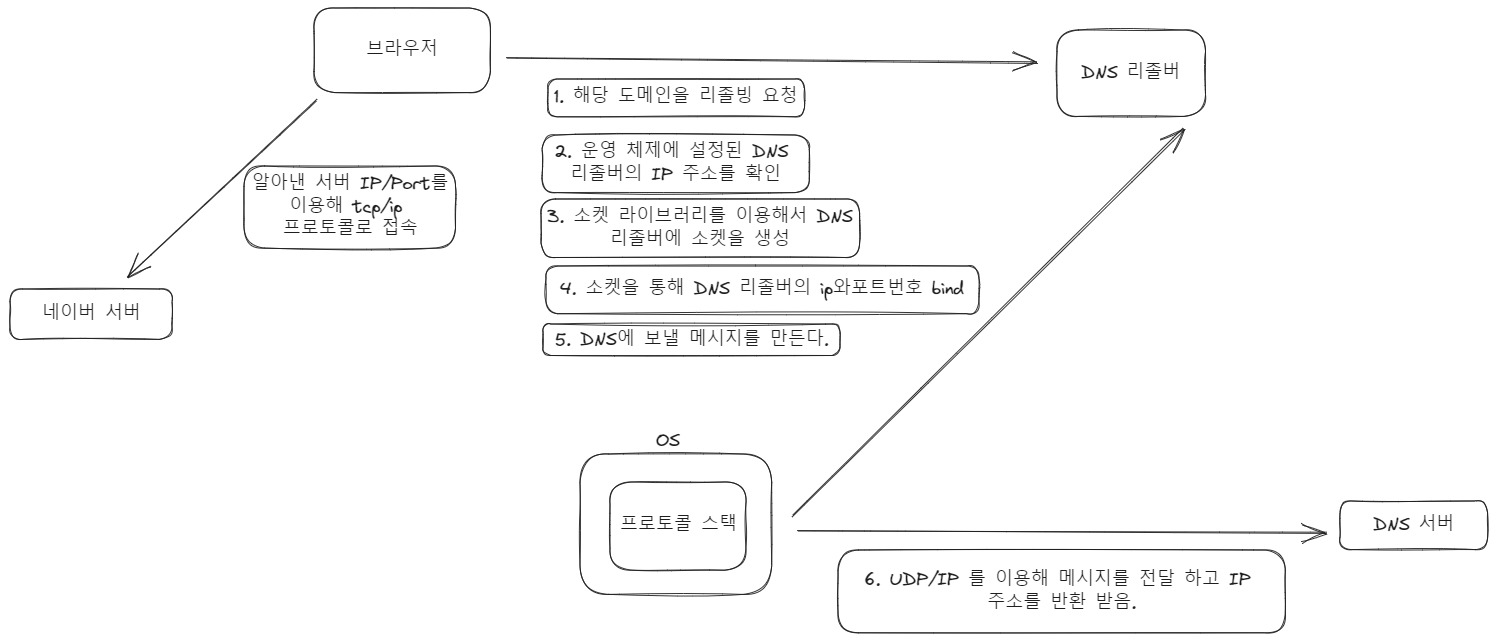 브라우저
DNS 리졸버
1. 해당 도메인을 리졸빙 요청
2. 운영 체제에 설정된 DNS
리졸버의 IP 주소를 확인
알아낸 서버 IP/Port를
이용해 tcp/ip
프로토콜로 접속
3. 소켓 라이브러리를 이용해서 DNS
리졸버에 소켓을 생성
4. 소켓을 통해 DNS 리졸버의 ip와포트번호 bind
네이버 서버
5. DNS에 보낼 메시지를 만든다.
OS
프로토콜 스택
DNS 서버
6. UDP/IP 를 이용해 메시지를 전달 하고 IP
주소를 반환 받음.